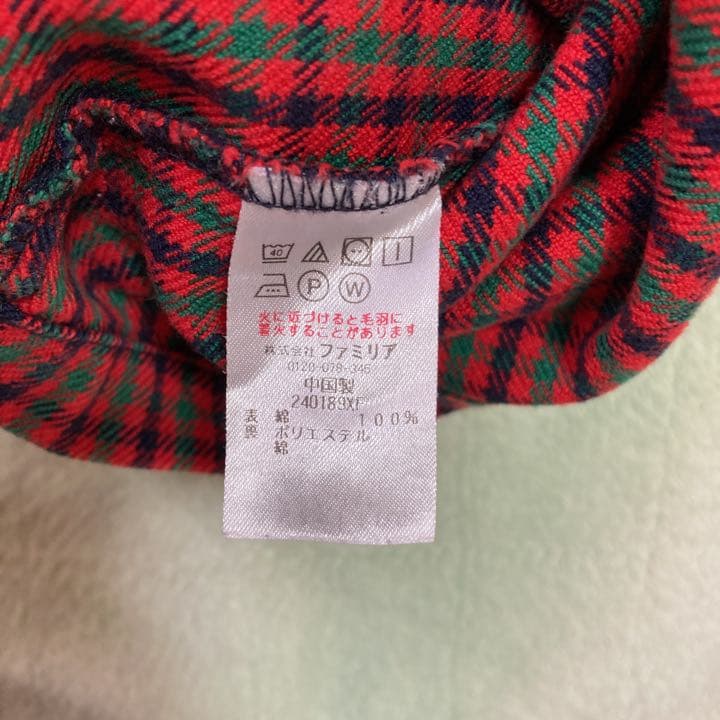 40
P W
火に近づけると毛羽に
着火することがあります
株式会社 ファミリア
0120-078-345
中国製
240189XF
表 綿 100%
裏 ポリエステル
綿